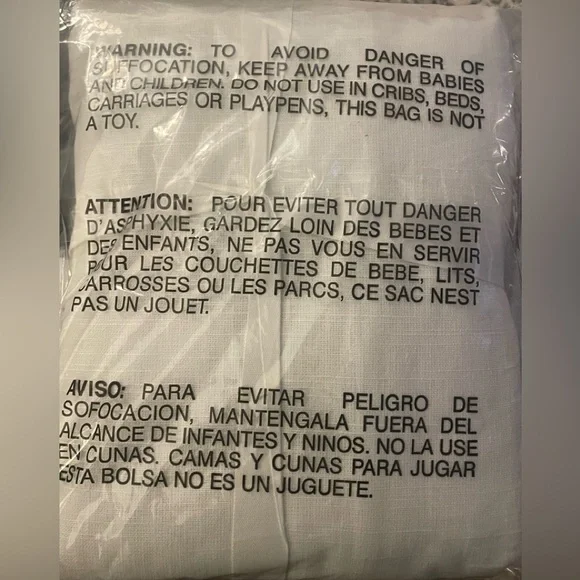 WARNING: TO AVOID DANGER OF
SUFFOCATION, KEEP AWAY FROM BABIES
AND CHILDREN. DO NOT USE IN CRIBS, BEDS,
CARRIAGES OR PLAYPENS, THIS BAG IS NOT
A TOY.
ATTENTION: POUR EVITER TOUT DANGER
D'ASPHYXIE, GARDEZ LOIN DES BEBES ET
DES ENFANTS, NE PAS VOUS EN SERVIR
POUR LES COUCHETTES DE BEBE, LITS,
CARROSSES OU LES PARCS, CE SAC NEST
PAS UN JOUET.
AVISO: PARA EVITAR PELIGRO DE
SOFOCACION, MANTENGALA FUERA DEL
ALCANCE DE INFANTES Y NINOS. NO LA USE
EN CUNAS. CAMAS Y CUNAS PARA JUGAR
ESTA BOLSA NO ES UN JUGUETE.